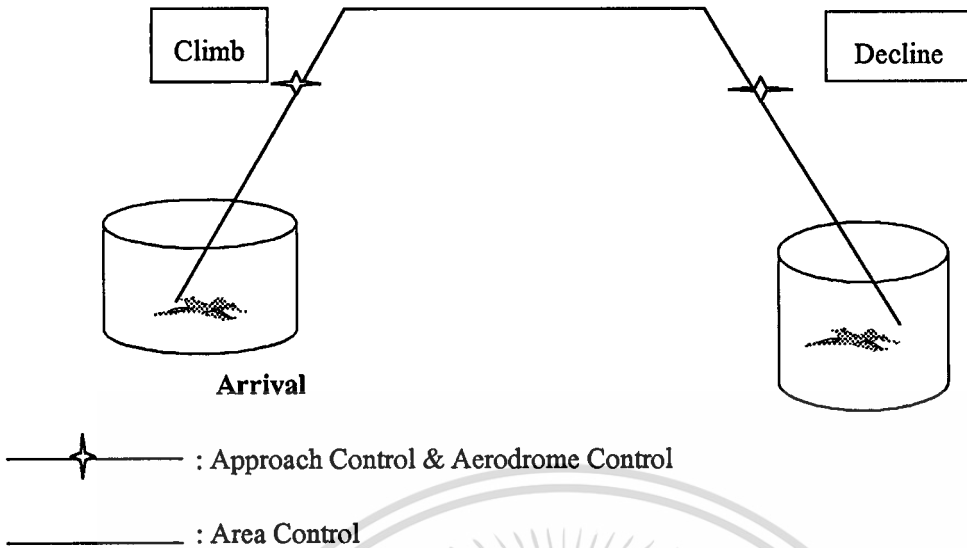 Climb
Decline
Arrival
: Approach Control & Aerodrome Control
: Area Control